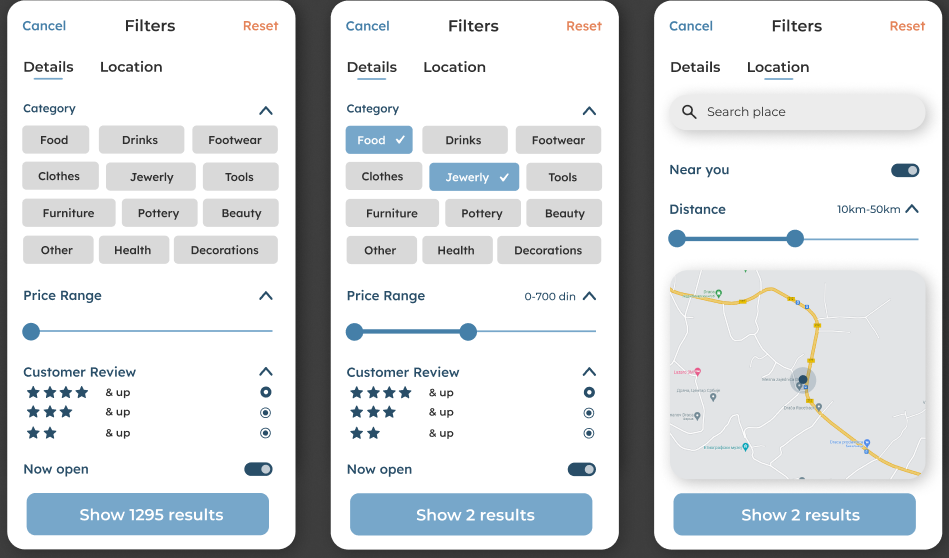 Cancel Filters Reset
Details Location
Category
Food Drinks Footwear
Clothes Jewerly Tools
Furniture Pottery Beauty
Other Health Decorations
Price Range
Customer Review
& up
& up
& up
Now open
Show 1295 results
Cancel Filters Reset
Details Location
Category
Food Drinks Footwear
Clothes Jewerly Tools
Furniture Pottery Beauty
Other Health Decorations
Price Range 0-700 din
Customer Review
& up
& up
& up
Now open
Show 2 results
Cancel Filters Reset
Details Location
Search place
Near you
Distance 10km-50km
Show 2 results